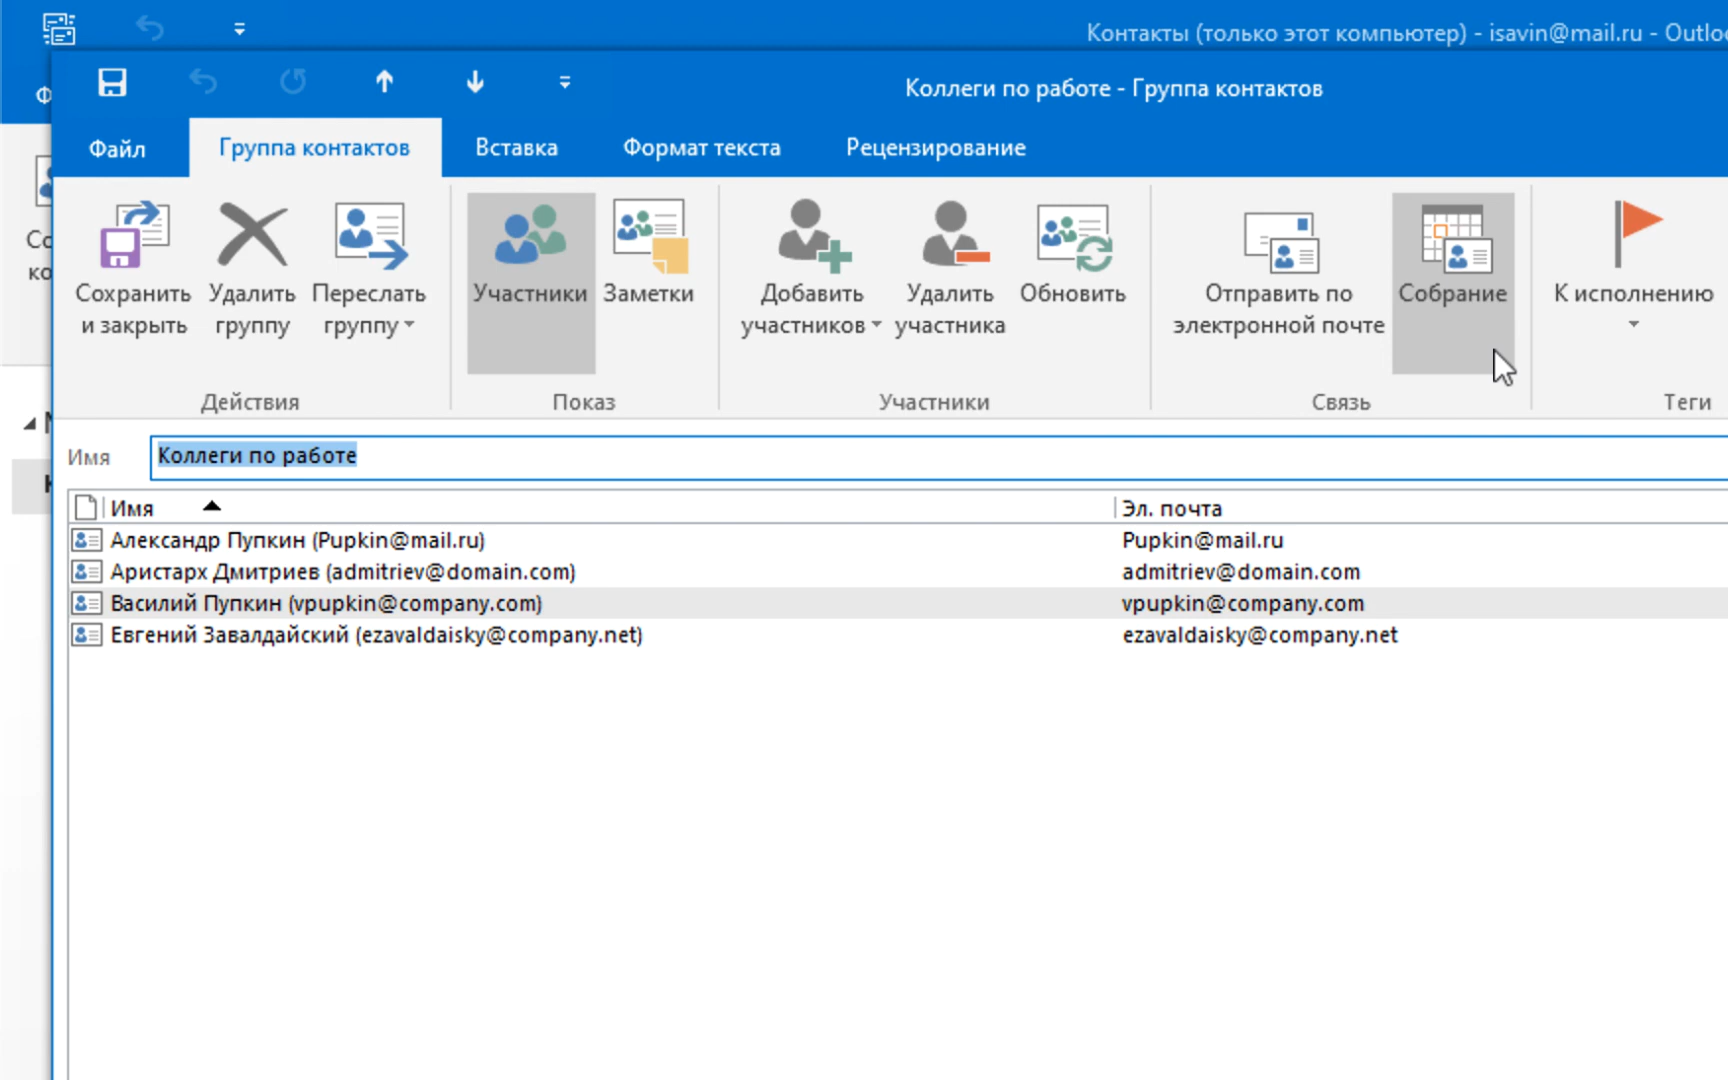 Контакты (только этот компьютер) - isavin@mail.ru - Outlo
Коллеги по работе - Группа контактов
Файл Группа контактов Вставка Формат текста Рецензирование
Сохранить и закрыть
Удалить группу
Переслать группу
Участники
Заметки
Добавить участников
Удалить участника
Обновить
Отправить по электронной почте
Собрание
К исполнению
Действия Показ Участники Связь Теги
Имя Коллеги по работе
Имя Эл. почта
Александр Пупкин (Pupkin@mail.ru) Pupkin@mail.ru
Аристарх Дмитриев (admitriev@domain.com) admitriev@domain.com
Василий Пупкин (vpupkin@company.com) vpupkin@company.com
Евгений Завалдайский (ezavaldaisky@company.net) ezavaldaisky@company.net